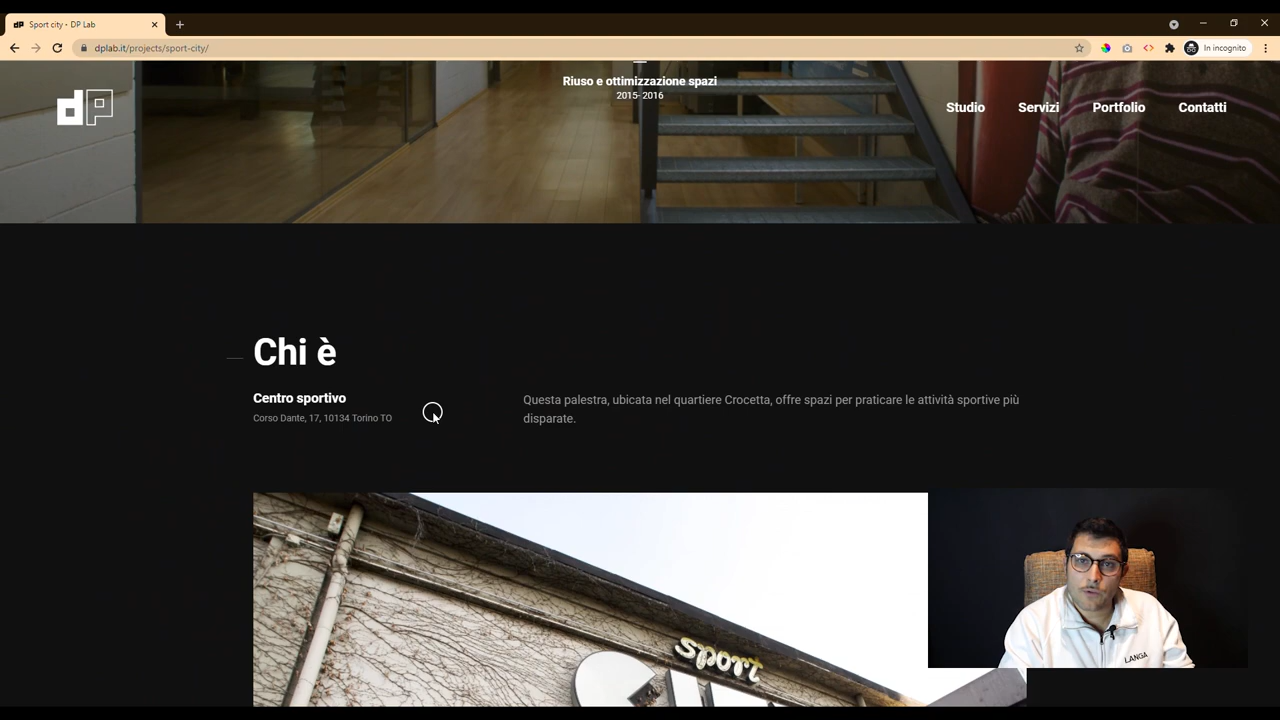 Sport city • DP Lab
dplab.it/projects/sport-city/
In incognito
Riuso e ottimizzazione spazi
2015- 2016
dP
Studio
Servizi
Portfolio
Contatti
Chi è
Centro sportivo
Corso Dante, 17, 10134 Torino TO
Questa palestra, ubicata nel quartiere Crocetta, offre spazi per praticare le attività sportive più
disparate.
sport
LANGA